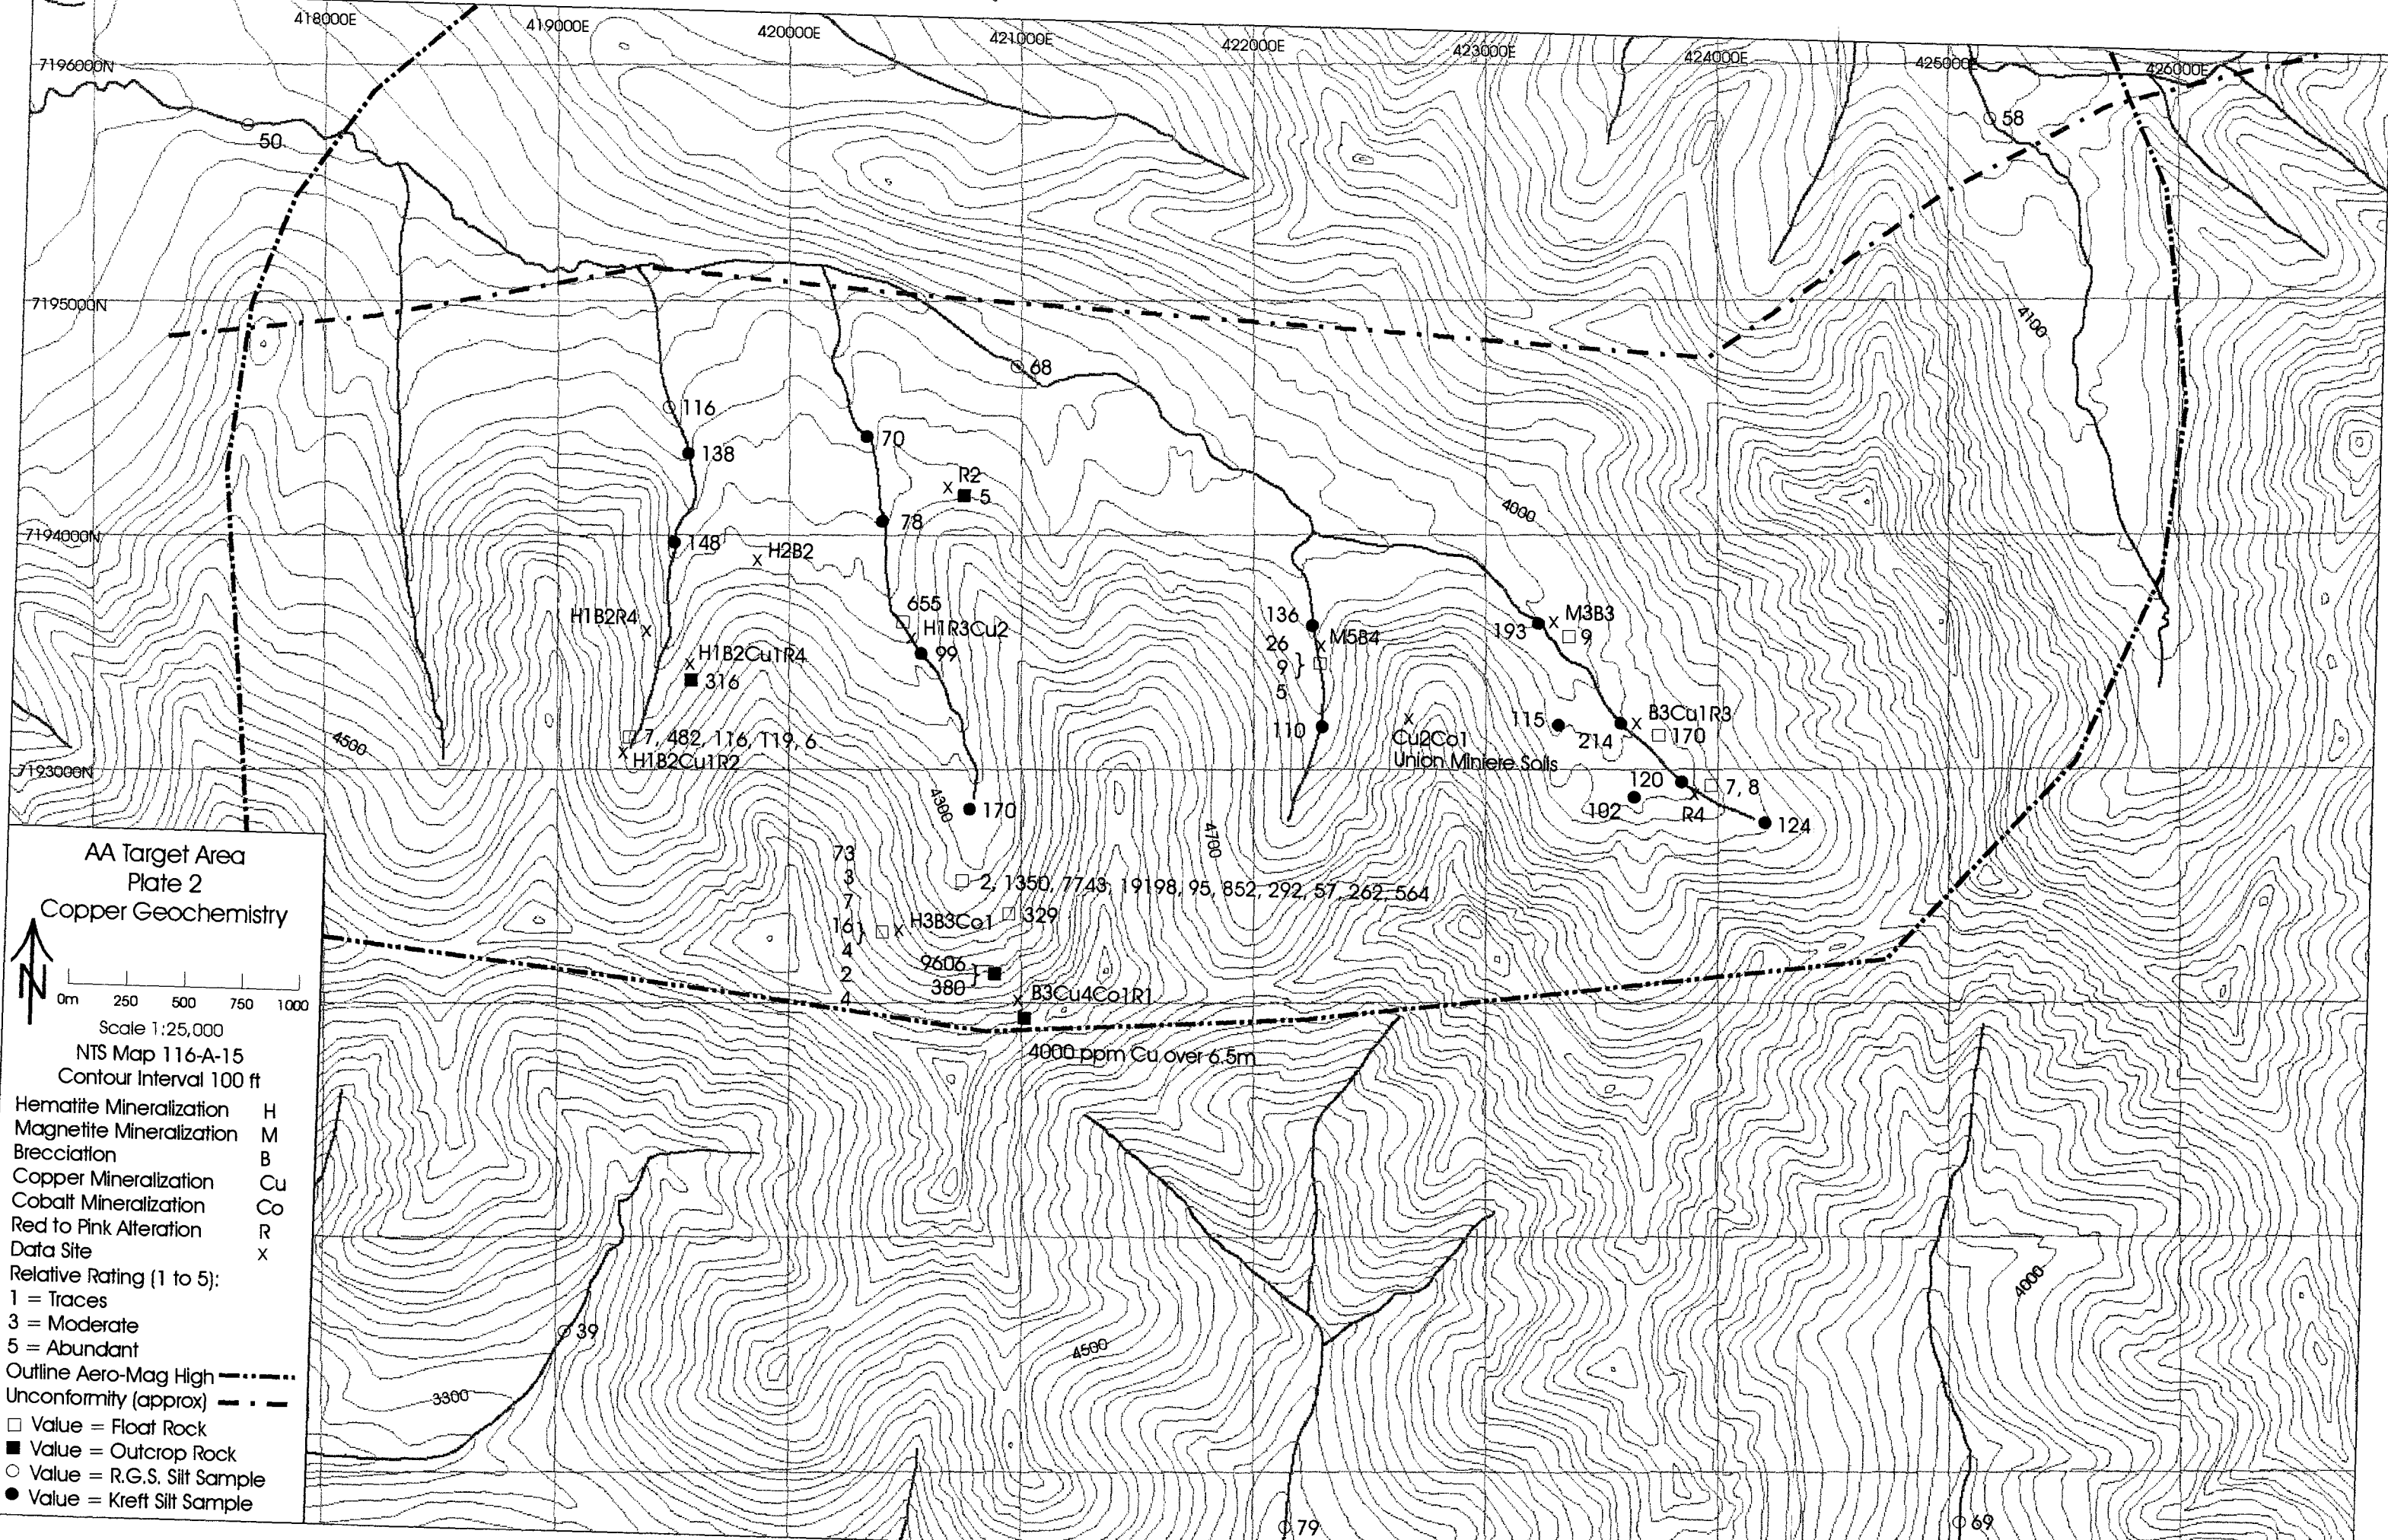 418000E
419000E
420000E
421000E
422000E
423000E
424000E
425000E
426000E
7196000N
50
58
7195000N
4100
68
116
70
138
R2
5
4000
78
7194000N
148
H2B2
655
H1B2R4
H1R3Cu2
136
M3B3
193
9
26
M5B4
99
9 }
H1B2Cu1R4
316
5
B3Cu1R3
115
110
170
214
7, 482, 116, 119, 6
4500
Cu2Co1
H1B2Cu1R2
Union Miniere Soils
7193000N
120
7, 8
4300
170
102
R4
124
4700
73
3
2, 1350, 7743, 19198, 95, 852, 292, 57, 262, 564
7
329
16 }
H3B3Co1
4
9606 }
2
380
4
B3Cu4Co1R1
4000 ppm Cu over 6.5m
AA Target Area
Plate 2
Copper Geochemistry
N
0m 250 500 750 1000
Scale 1:25,000
NTS Map 116-A-15
Contour Interval 100 ft
Hematite Mineralization H
Magnetite Mineralization M
Brecciation B
Copper Mineralization Cu
Cobalt Mineralization Co
Red to Pink Alteration R
Data Site x
Relative Rating (1 to 5):
1 = Traces
3 = Moderate
5 = Abundant
Outline Aero-Mag High
Unconformity (approx)
Value = Float Rock
Value = Outcrop Rock
Value = R.G.S. Silt Sample
Value = Kreft Silt Sample
4000
39
4500
3300
79
69